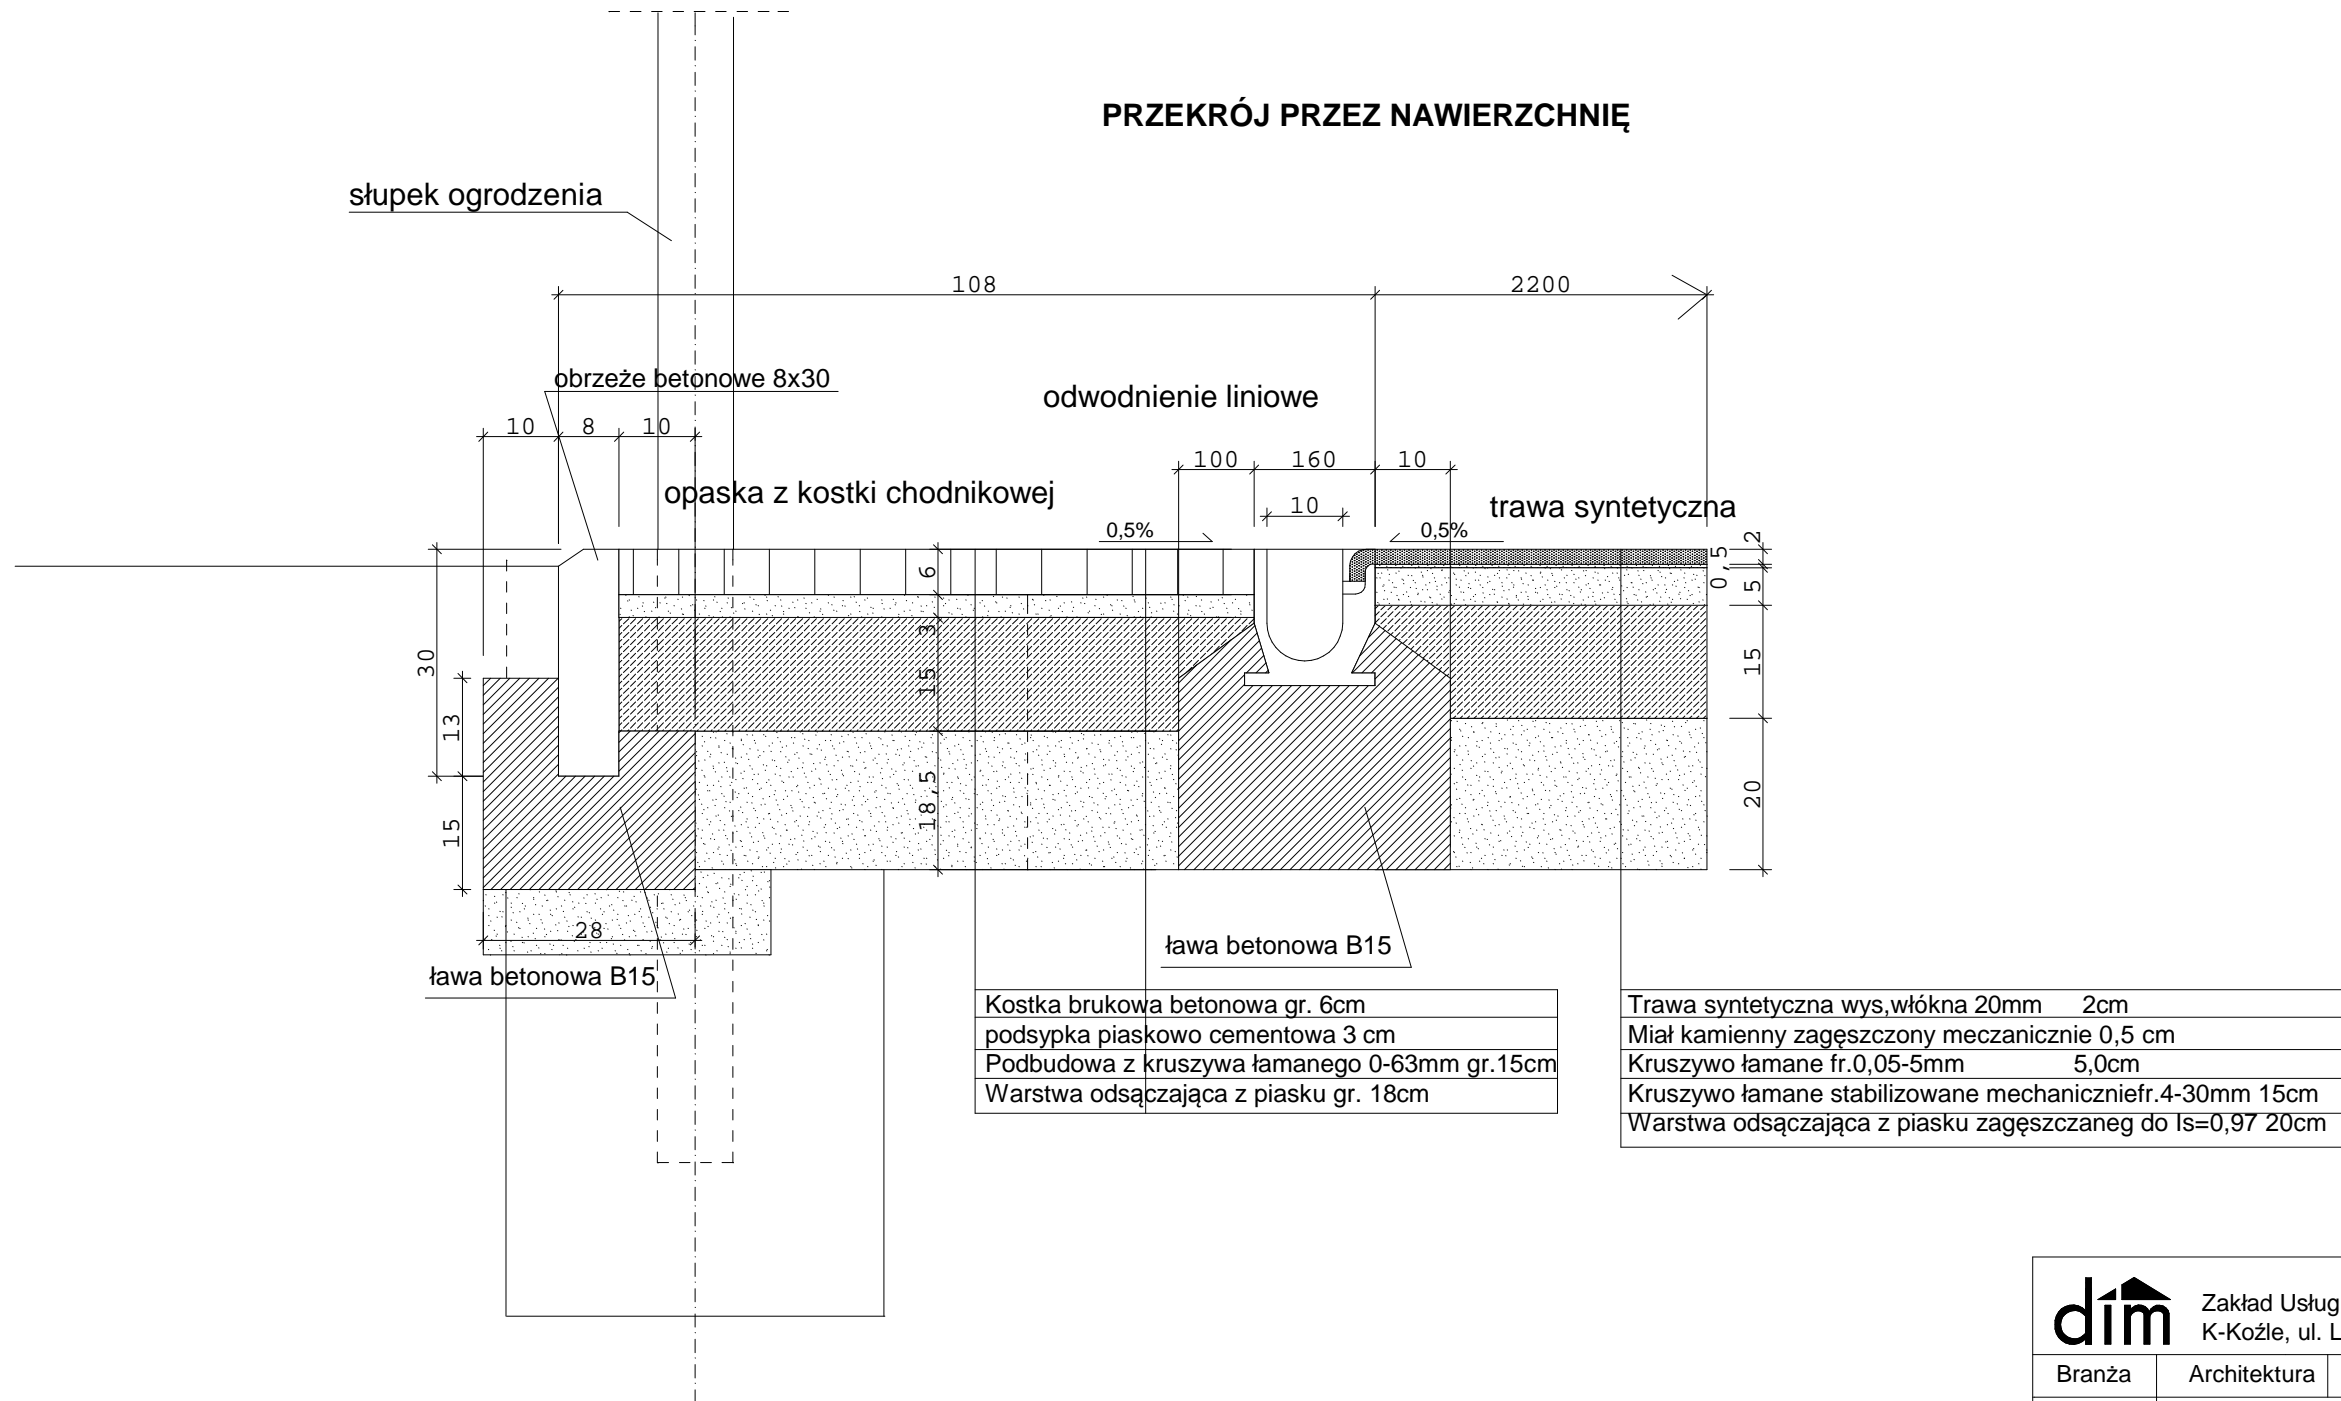 PRZEKRÓJ PRZEZ NAWIERZCHNIĘ
słupek ogrodzenia
108
2200
obrzeże betonowe 8x30
odwodnienie liniowe
10
8
10
100
160
10
opaska z kostki chodnikowej
10
trawa syntetyczna
0,5%
0,5%
2
0,5
5
15
20
6
3
15
18,5
30
13
15
28
ława betonowa B15
ława betonowa B15
Kostka brukowa betonowa gr. 6cm
podsypka piaskowo cementowa 3 cm
Podbudowa z kruszywa łamanego 0-63mm gr.15cm
Warstwa odsączająca z piasku gr. 18cm
Trawa syntetyczna wys,włókna 20mm 2cm
Miał kamienny zagęszczony meczanicznie 0,5 cm
Kruszywo łamane fr.0,05-5mm 5,0cm
Kruszywo łamane stabilizowane mechaniczniefr.4-30mm 15cm
Warstwa odsączająca z piasku zagęszczaneg do Is=0,97 20cm
dim
Zakład Usług
K-Koźle, ul. L
Branża
Architektura